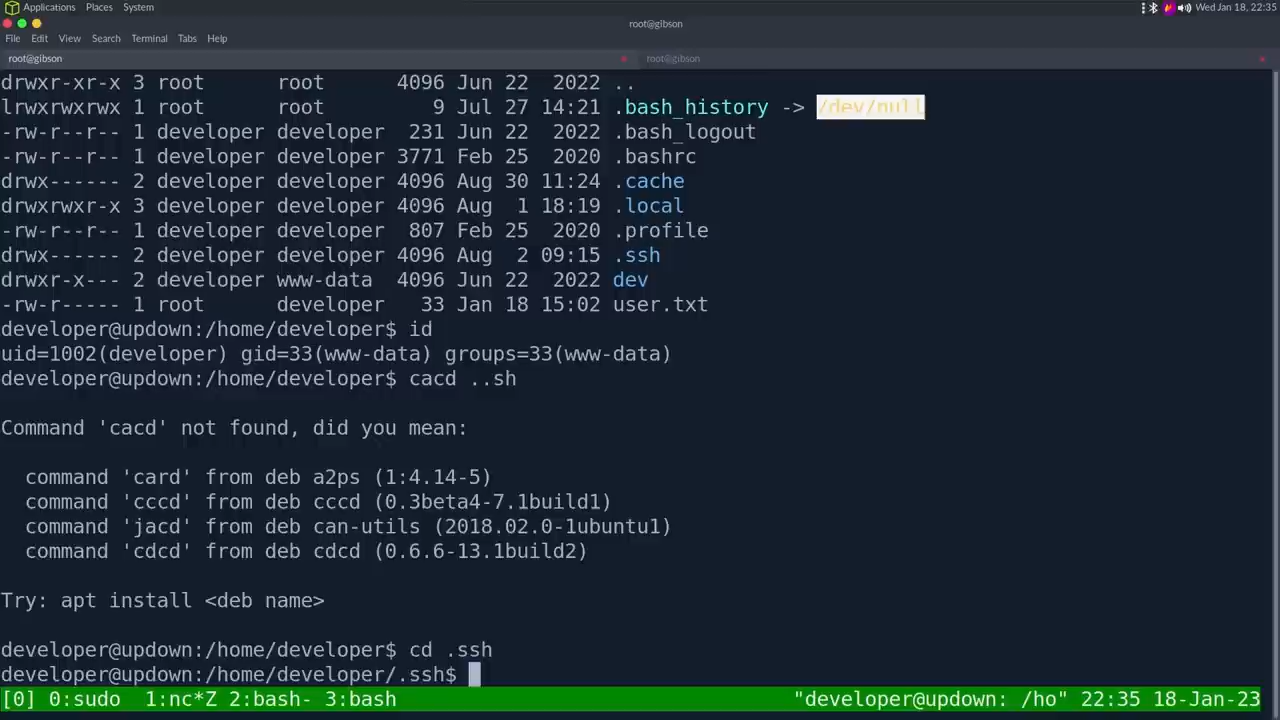 Applications Places System Wed Jan 18, 22:35
root@gibson
File Edit View Search Terminal Tabs Help
root@gibson root@gibson
drwxr-xr-x 3 root      root      4096 Jun 22  2022 ..
lrwxrwxrwx 1 root      root         9 Jul 27 14:21 .bash_history -> /dev/null
-rw-r--r-- 1 developer developer  231 Jun 22  2022 .bash_logout
-rw-r--r-- 1 developer developer 3771 Feb 25  2020 .bashrc
drwx------ 2 developer developer 4096 Aug 30 11:24 .cache
drwxrwxr-x 3 developer developer 4096 Aug  1 18:19 .local
-rw-r--r-- 1 developer developer  807 Feb 25  2020 .profile
drwx------ 2 developer developer 4096 Aug  2 09:15 .ssh
drwxr-x--- 2 developer www-data  4096 Jun 22  2022 dev
-rw-r----- 1 root      developer   33 Jan 18 15:02 user.txt
developer@updown:/home/developer$ id
uid=1002(developer) gid=33(www-data) groups=33(www-data)
developer@updown:/home/developer$ cacd ..sh
Command 'cacd' not found, did you mean:
command 'card' from deb a2ps (1:4.14-5)
command 'cccd' from deb cccd (0.3beta4-7.1build1)
command 'jacd' from deb can-utils (2018.02.0-1ubuntu1)
command 'cdcd' from deb cdcd (0.6.6-13.1build2)
Try: apt install <deb name>
developer@updown:/home/developer$ cd .ssh
developer@updown:/home/developer/.ssh$
[0] 0:sudo  1:nc*Z 2:bash- 3:bash "developer@updown: /ho" 22:35 18-Jan-23